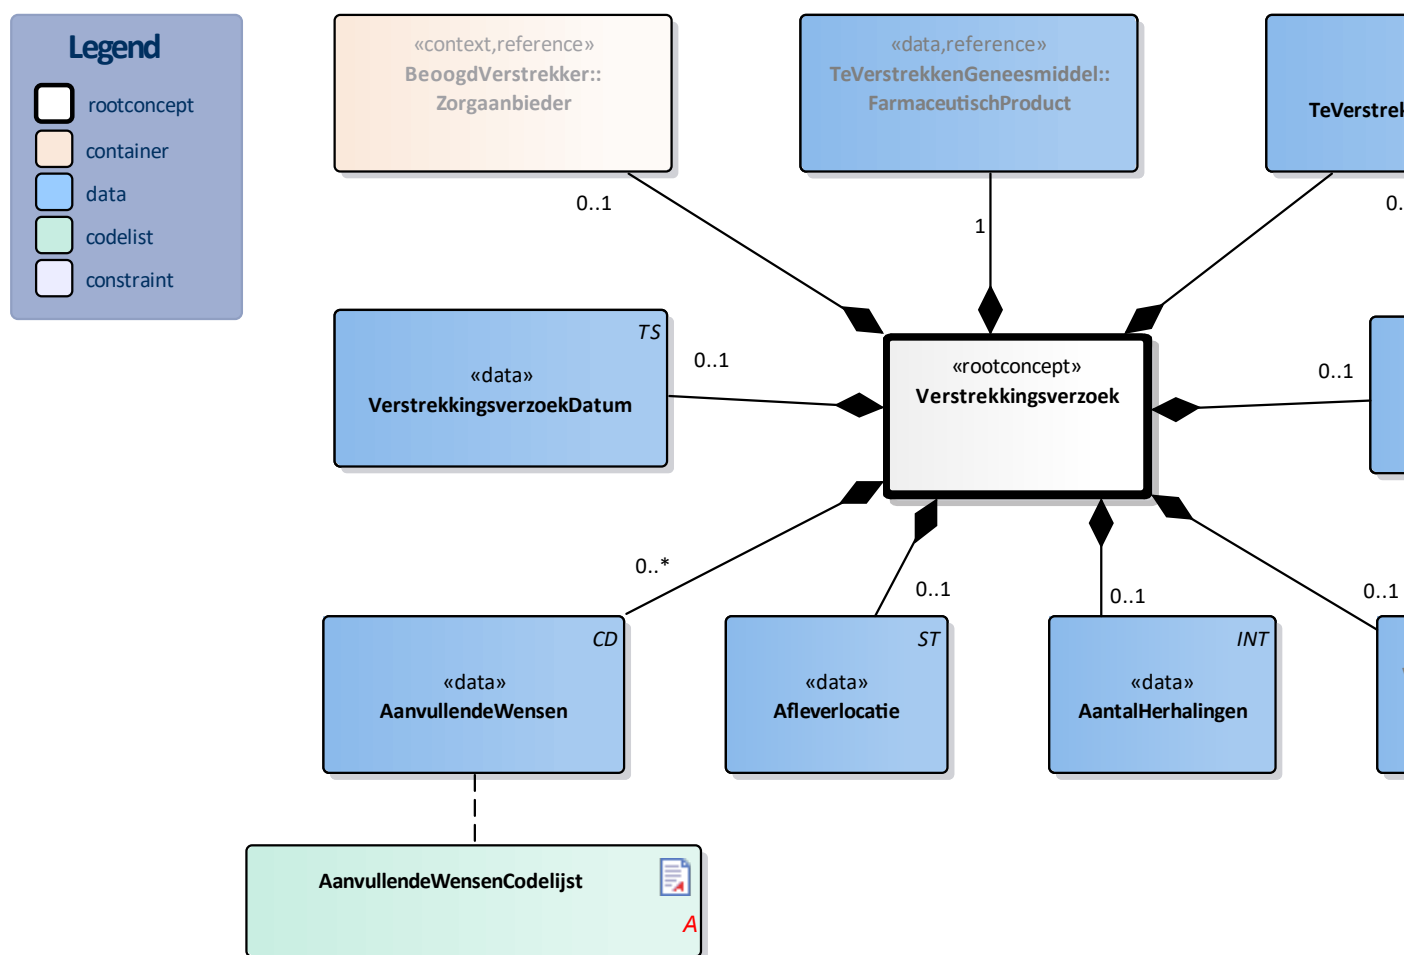 Legend
rootconcept
container
data
codelist
constraint
«context,reference»
BeoogdVerstrekker::
Zorgaanbieder
«data,reference»
TeVerstrekkenGeneesmiddel::
FarmaceutischProduct
0..1
1
TS
«data»
VerstrekkingsverzoekDatum
0..1
«rootconcept»
Verstrekkingsverzoek
0..1
0..*
0..1
0..1
0..1
CD
«data»
AanvullendeWensen
ST
«data»
Afleverlocatie
INT
«data»
AantalHerhalingen
AanvullendeWensenCodelijst
A